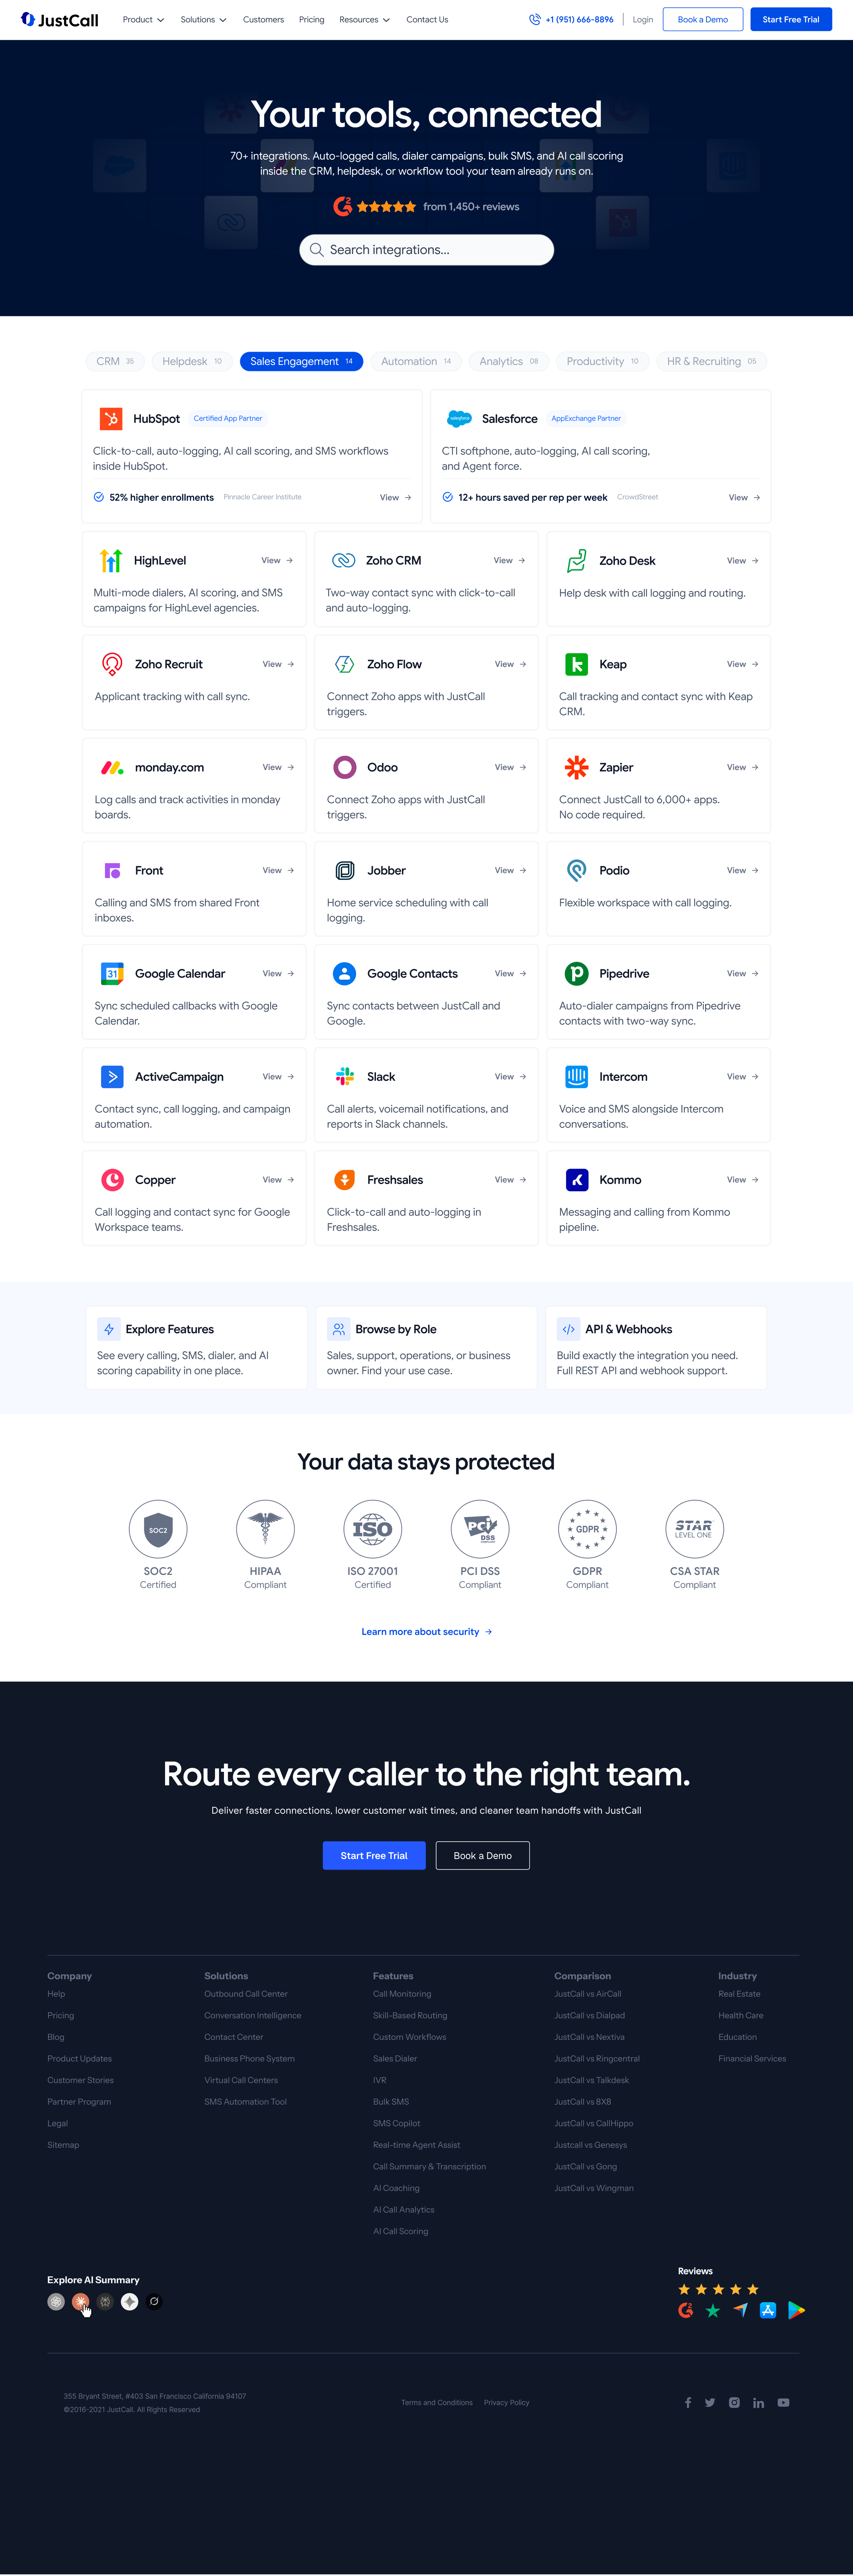 JustCall
Product
Solutions
Customers
Pricing
Resources
Contact Us
+1 (951) 666-8896
Login
Book a Demo
Start Free Trial
Your tools, connected
70+ integrations. Auto-logged calls, dialer campaigns, bulk SMS, and AI call scoring
inside the CRM, helpdesk, or workflow tool your team already runs on.
from 1,450+ reviews
Search integrations...
CRM 35
Helpdesk 10
Sales Engagement 14
Automation 14
Analytics 08
Productivity 10
HR & Recruiting 05
HubSpot
Certified App Partner
Click-to-call, auto-logging, AI call scoring, and SMS workflows
inside HubSpot.
52% higher enrollments
Pinnacle Career Institute
View
salesforce
Salesforce
AppExchange Partner
CTI softphone, auto-logging, AI call scoring,
and Agent force.
12+ hours saved per rep per week
CrowdStreet
View
HighLevel
View
Multi-mode dialers, AI scoring, and SMS
campaigns for HighLevel agencies.
Zoho CRM
View
Two-way contact sync with click-to-call
and auto-logging.
Zoho Desk
View
Help desk with call logging and routing.
Zoho Recruit
View
Applicant tracking with call sync.
Zoho Flow
View
Connect Zoho apps with JustCall
triggers.
Keap
View
Call tracking and contact sync with Keap
CRM.
monday.com
View
Log calls and track activities in monday
boards.
Odoo
View
Connect Zoho apps with JustCall
triggers.
Zapier
View
Connect JustCall to 6,000+ apps.
No code required.
Front
View
Calling and SMS from shared Front
inboxes.
Jobber
View
Home service scheduling with call
logging.
Podio
View
Flexible workspace with call logging.
31
Google Calendar
View
Sync scheduled callbacks with Google
Calendar.
Google Contacts
View
Sync contacts between JustCall and
Google.
Pipedrive
View
Auto-dialer campaigns from Pipedrive
contacts with two-way sync.
ActiveCampaign
View
Contact sync, call logging, and campaign
automation.
Slack
View
Call alerts, voicemail notifications, and
reports in Slack channels.
Intercom
View
Voice and SMS alongside Intercom
conversations.
Copper
View
Call logging and contact sync for Google
Workspace teams.
Freshsales
View
Click-to-call and auto-logging in
Freshsales.
Kommo
View
Messaging and calling from Kommo
pipeline.
Explore Features
See every calling, SMS, dialer, and AI
scoring capability in one place.
Browse by Role
Sales, support, operations, or business
owner. Find your use case.
API & Webhooks
Build exactly the integration you need.
Full REST API and webhook support.
Your data stays protected
SOC2
SOC2
Certified
HIPAA
Compliant
ISO
ISO 27001
Certified
PCI
DSS
PCI DSS
Compliant
GDPR
GDPR
Compliant
STAR
LEVEL ONE
CSA STAR
Compliant
Learn more about security
Route every caller to the right team.
Deliver faster connections, lower customer wait times, and cleaner team handoffs with JustCall
Start Free Trial
Book a Demo
Company
Help
Pricing
Blog
Product Updates
Customer Stories
Partner Program
Legal
Sitemap
Solutions
Outbound Call Center
Conversation Intelligence
Contact Center
Business Phone System
Virtual Call Centers
SMS Automation Tool
Features
Call Monitoring
Skill-Based Routing
Custom Workflows
Sales Dialer
IVR
Bulk SMS
SMS Copilot
Real-time Agent Assist
Call Summary & Transcription
AI Coaching
AI Call Analytics
AI Call Scoring
Comparison
JustCall vs AirCall
JustCall vs Dialpad
JustCall vs Nextiva
JustCall vs Ringcentral
JustCall vs Talkdesk
JustCall vs 8X8
JustCall vs CallHippo
Justcall vs Genesys
JustCall vs Gong
JustCall vs Wingman
Industry
Real Estate
Health Care
Education
Financial Services
Explore AI Summary
Reviews
355 Bryant Street, #403 San Francisco California 94107
©2016-2021 JustCall. All Rights Reserved
Terms and Conditions
Privacy Policy